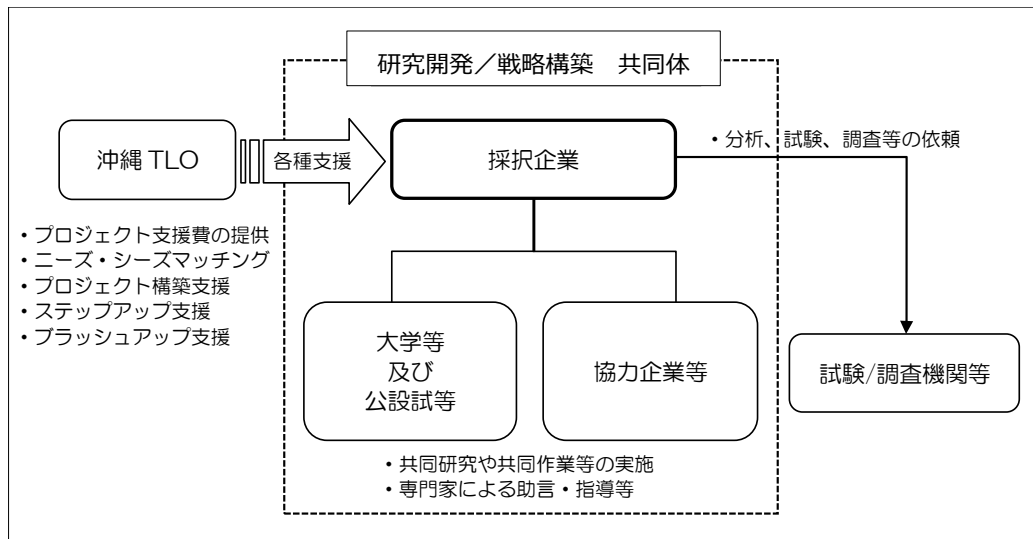 研究開発／戦略構築　共同体
沖縄 TLO
各種支援
採択企業
・分析、試験、調査等の依頼
・プロジェクト支援費の提供
・ニーズ・シーズマッチング
・プロジェクト構築支援
・ステップアップ支援
・ブラッシュアップ支援
大学等
及び
公設試等
協力企業等
試験/調査機関等
・共同研究や共同作業等の実施
・専門家による助言・指導等